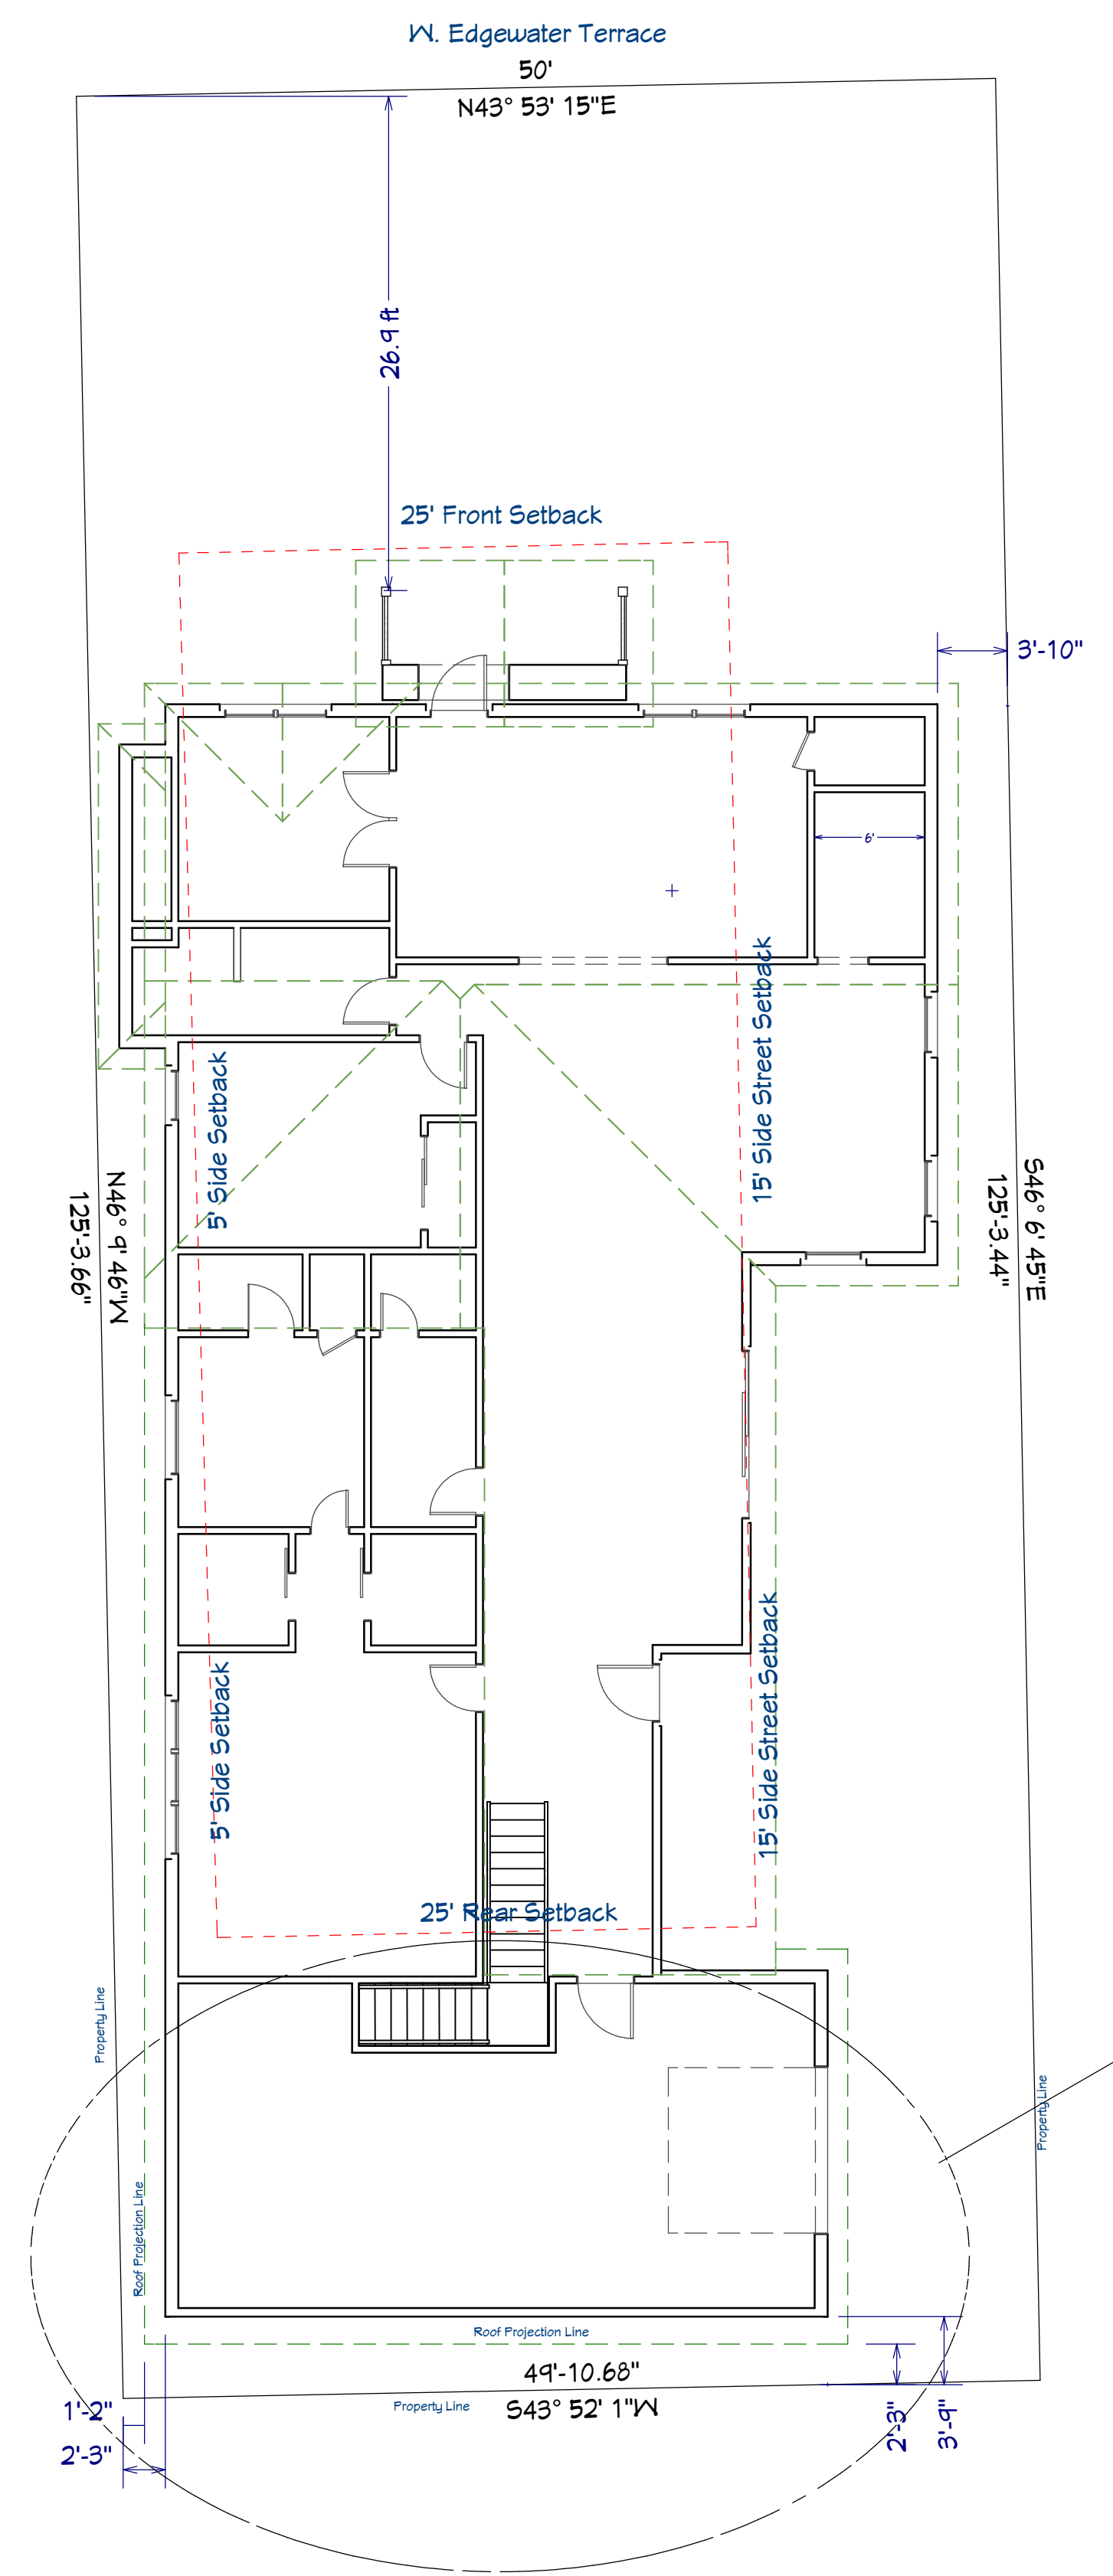 W. Edgewater Terrace
50'
N43° 53' 15"E
26.9 ft
25' Front Setback
3'-10"
6'
15' Side Street Setback
5' Side Setback
N46° 9' 46"W
125'-3.66"
S46° 6' 45"E
125'-3.44"
15' Side Street Setback
5' Side Setback
25' Rear Setback
Property Line
Property Line
Roof Projection Line
Roof Projection Line
49'-10.68"
Property Line
S43° 52' 1"W
1'-2"
2'-3"
2'-3"
3'-9"